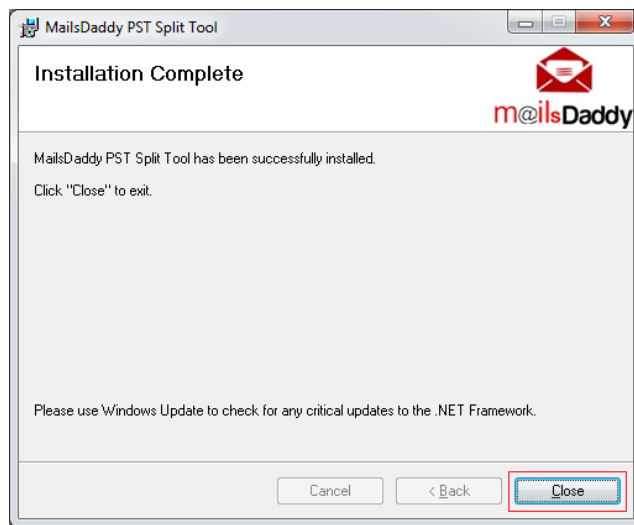 MailsDaddy PST Split Tool
Installation Complete
m@ilsDaddy
MailsDaddy PST Split Tool has been successfully installed.
Click "Close" to exit.
Please use Windows Update to check for any critical updates to the .NET Framework.
Cancel
< Back
Close